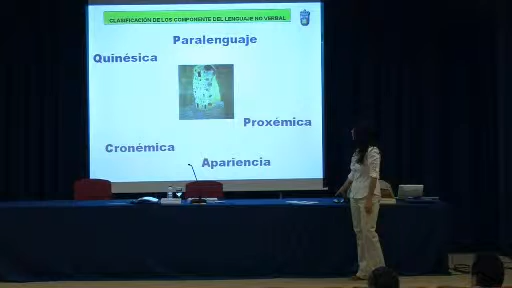 CLASIFICACIÓN DE LOS COMPONENTE DEL LENGUAJE NO VERBAL
Paralenguaje
Quinésica
Proxémica
Cronémica
Apariencia